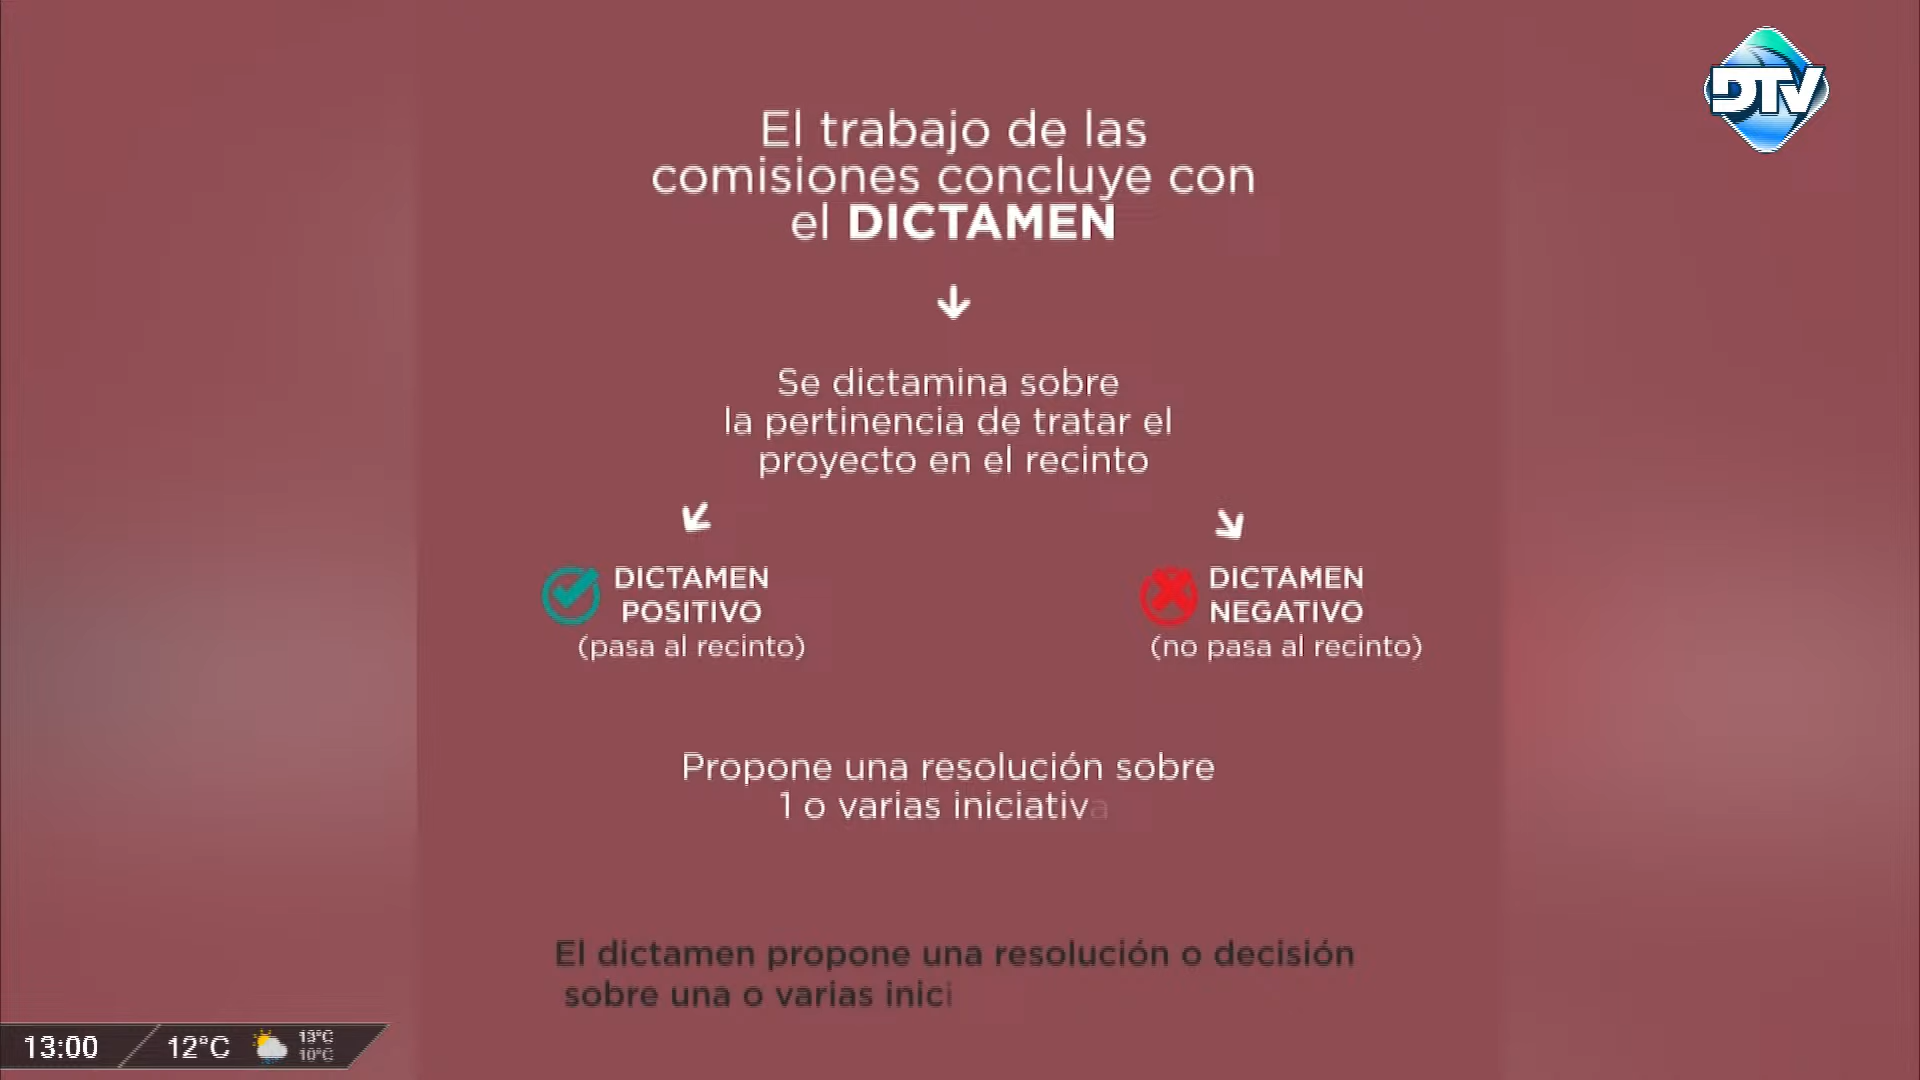 DTV
El trabajo de las
comisiones concluye con
el DICTAMEN
Se dictamina sobre
la pertinencia de tratar el
proyecto en el recinto
DICTAMEN
POSITIVO
(pasa al recinto)
DICTAMEN
NEGATIVO
(no pasa al recinto)
Propone una resolución sobre
1 o varias iniciativa
El dictamen propone una resolución o decisión
sobre una o varias inici
13:00
12°C
13°C
10°C